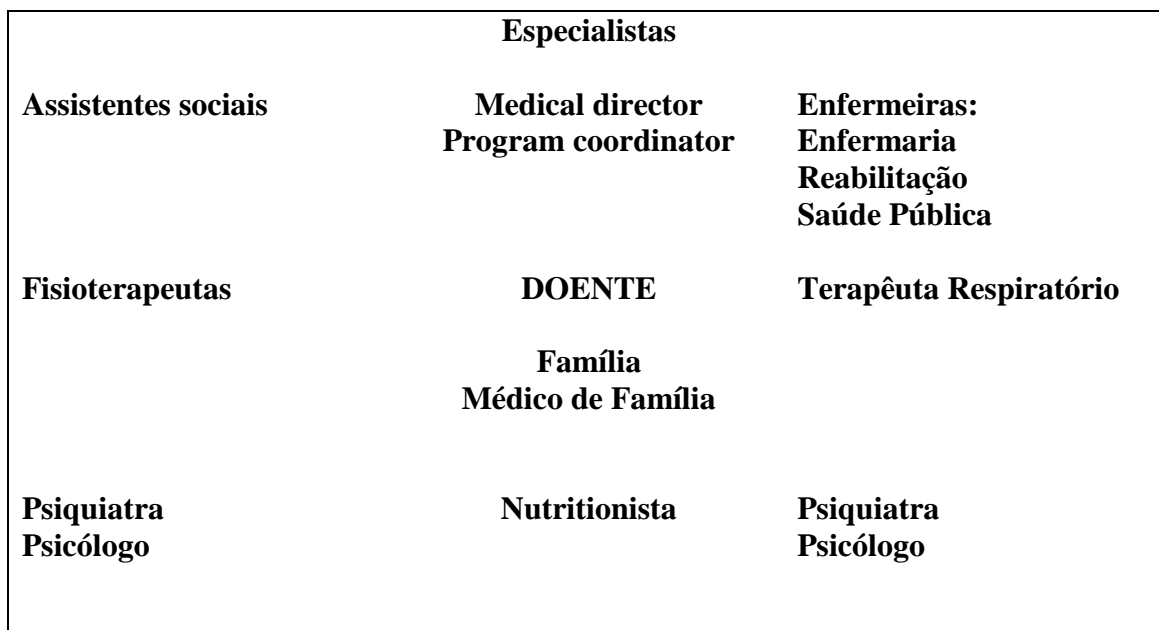 Especialistas
Assistentes sociais Medical director Enfermeiras:
Program coordinator Enfermaria
Reabilitação
Saúde Pública
Fisioterapeutas DOENTE Terapêuta Respiratório
Família
Médico de Família
Psiquiatra Nutritionista Psiquiatra
Psicólogo Psicólogo